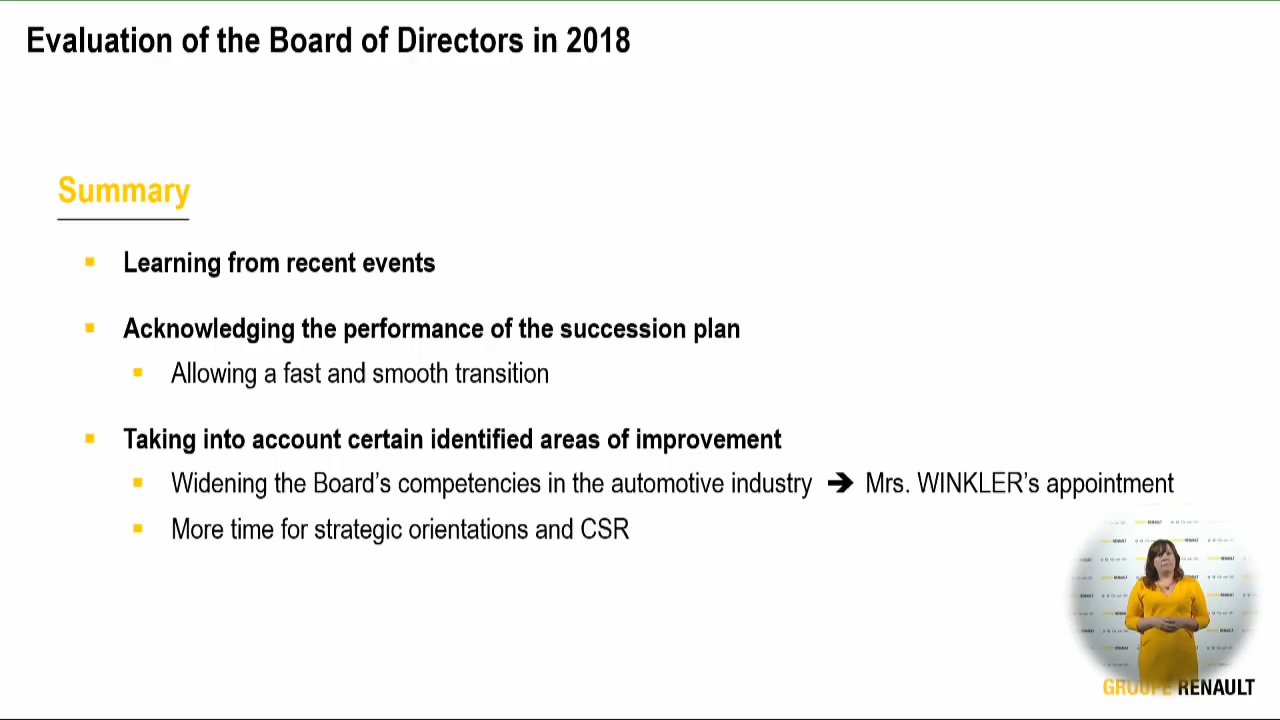 Evaluation of the Board of Directors in 2018
Summary
Learning from recent events
Acknowledging the performance of the succession plan
Allowing a fast and smooth transition
Taking into account certain identified areas of improvement
Widening the Board's competencies in the automotive industry ➔ Mrs. WINKLER's appointment
More time for strategic orientations and CSR
GROUPE RENAULT